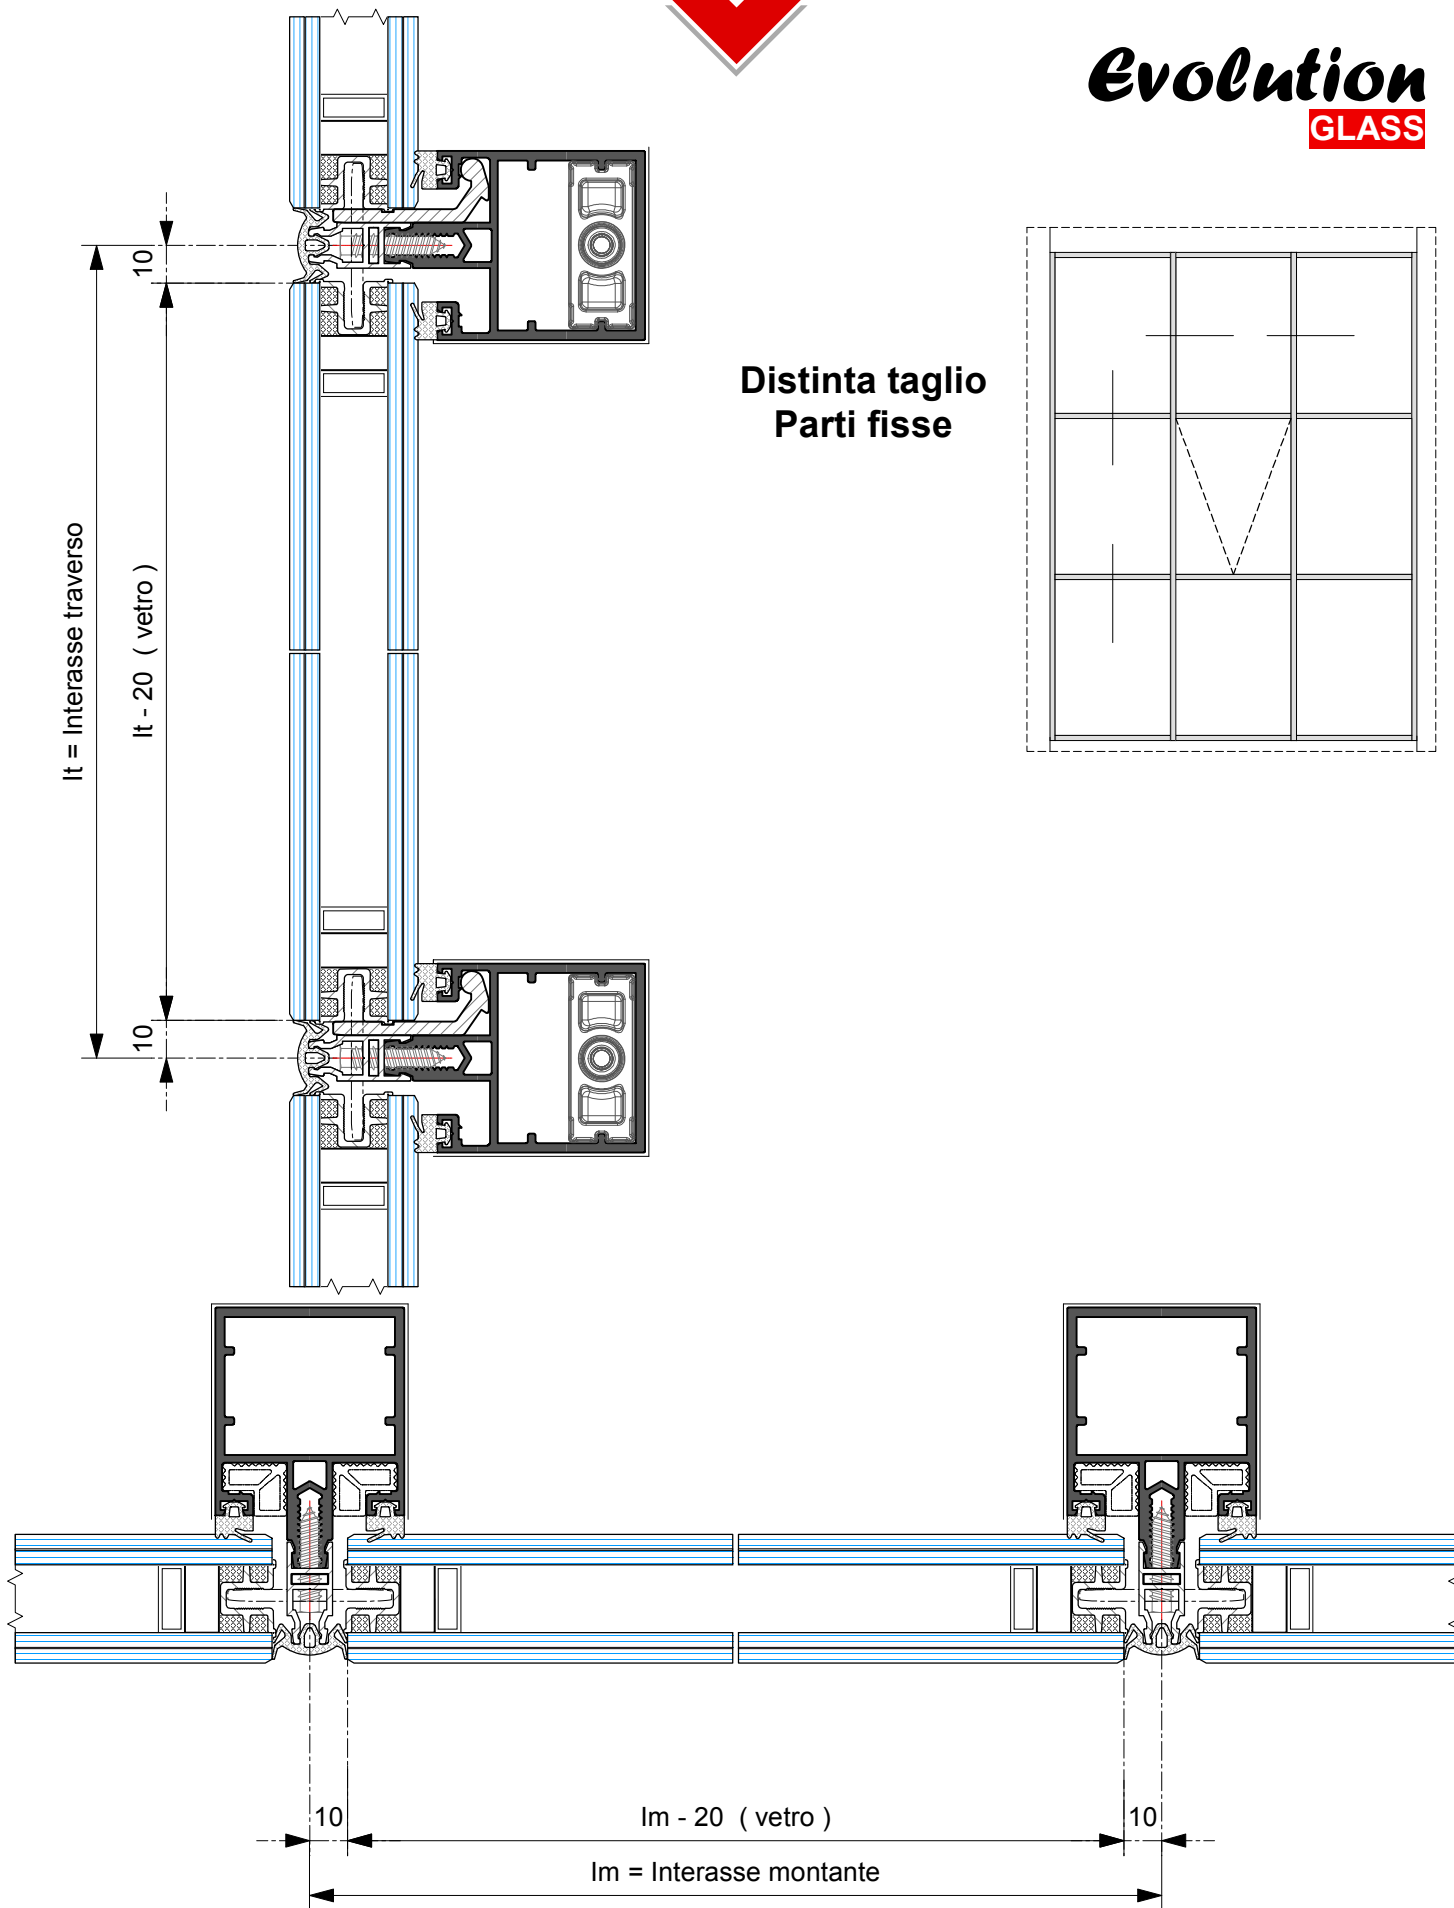 Evolution
GLASS
10
Distinta taglio
Parti fisse
It = Interasse traverso
It - 20 ( vetro )
10
10
Im - 20 ( vetro )
10
Im = Interasse montante